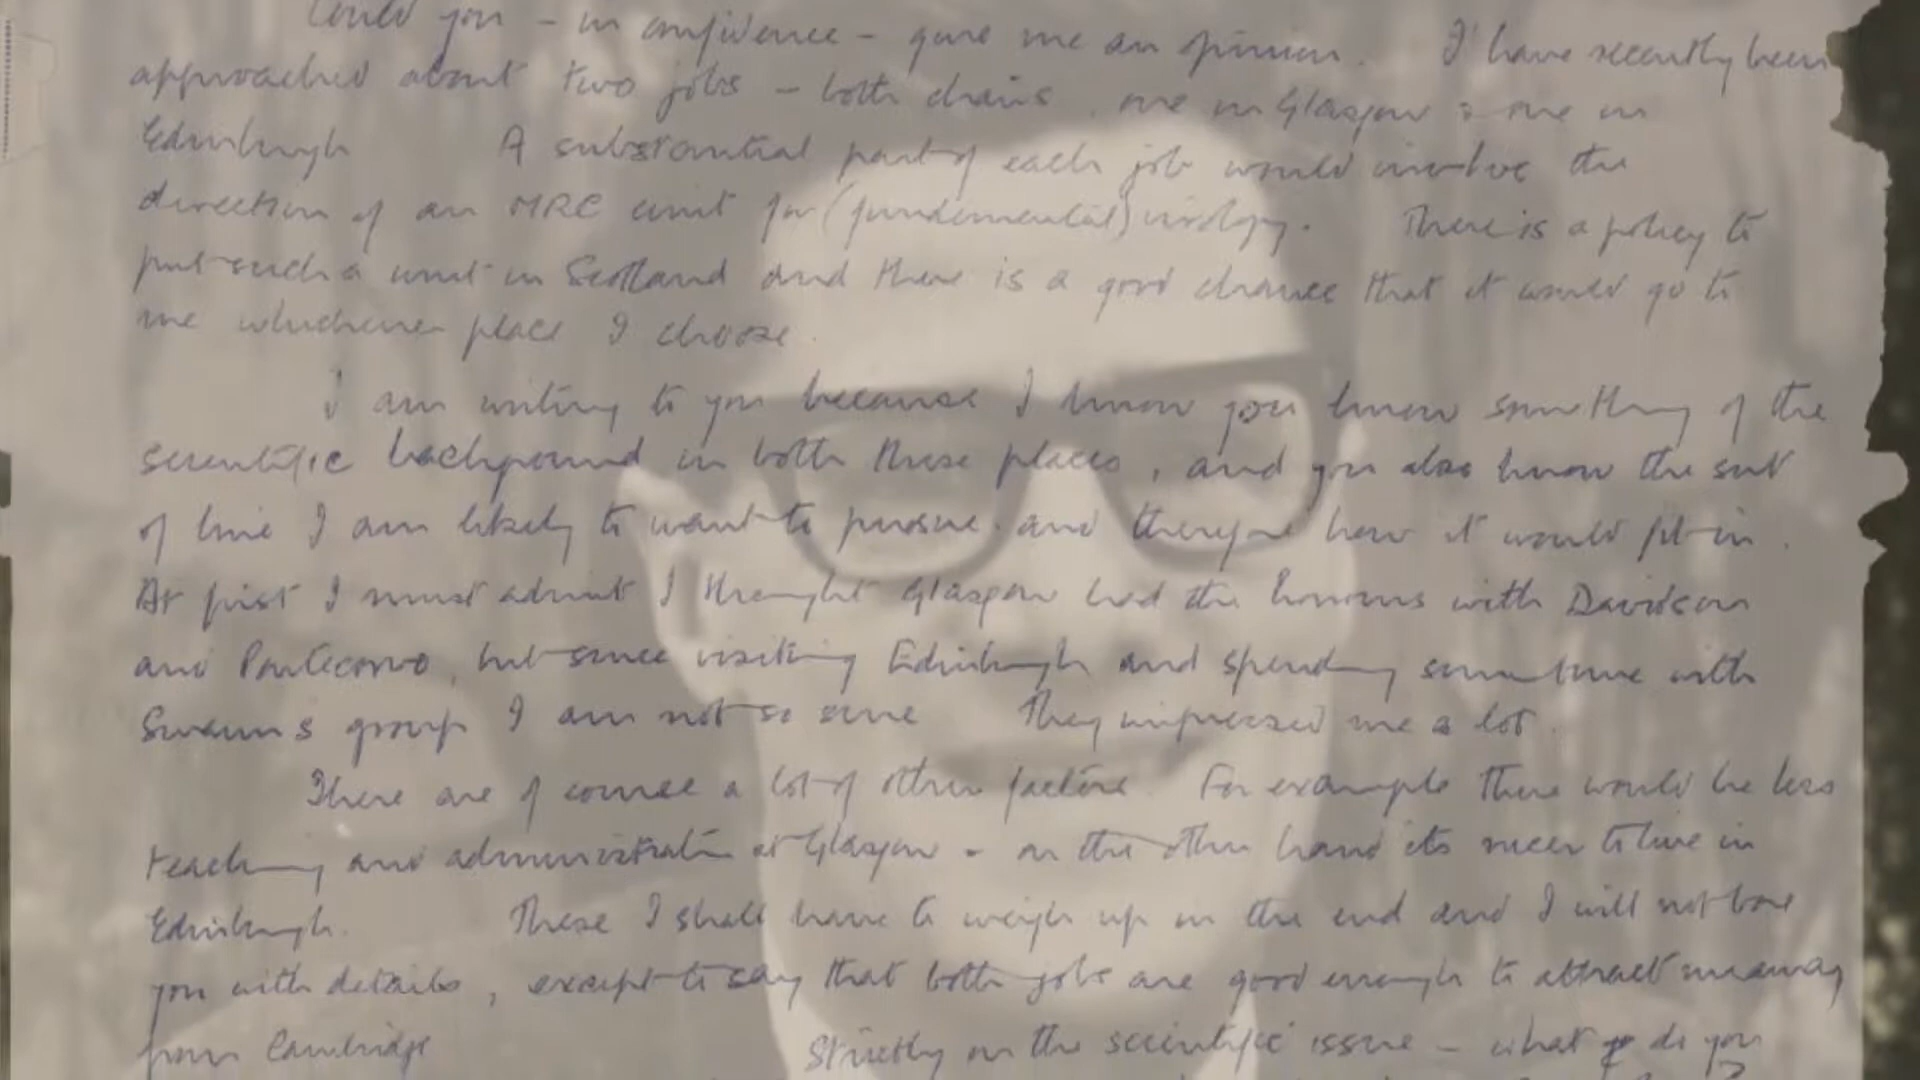 Could you – in confidence – give me an opinion. I have recently been
approached about two jobs – both chairs, one in Glasgow & one in
Edinburgh A substantial part of each job would involve the
direction of an MRC unit for (fundamental) virology. There is a policy to
put such a unit in Scotland and there is a good chance that it would go to
me whichever place I choose.
I am writing to you because I know you know something of the
scientific background in both these places, and you also know the sort
of line I am likely to want to pursue and therefore how it would fit in.
At first I must admit I thought Glasgow had the honours with Davidson
and Pontecorvo, but since visiting Edinburgh and spending some time with
Swann's group I am not so sure They impressed me a lot.
There are of course a lot of other factors. For example there would be less
teaching and administration at Glasgow – on the other hand its nicer to live in
Edinburgh. These I shall have to weigh up in the end and I will not bore
you with details, except to say that both jobs are good enough to attract me away
from Cambridge Strictly on the scientific issue – what do you